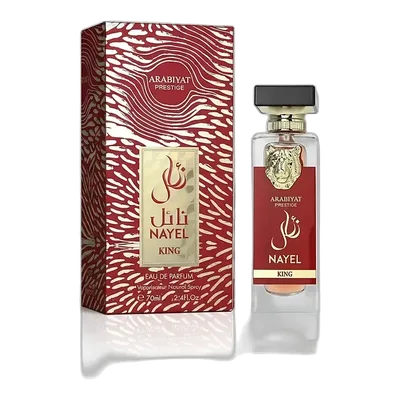 ARABIYAT
PRESTIGE
نايل
نايل
NAYEL
KING
EAU DE PARFUM
Vaporisateur Natural Spray
℮ 70ml 2.4Fl.Oz
ARABIYAT
PRESTIGE
نايل
NAYEL
KING